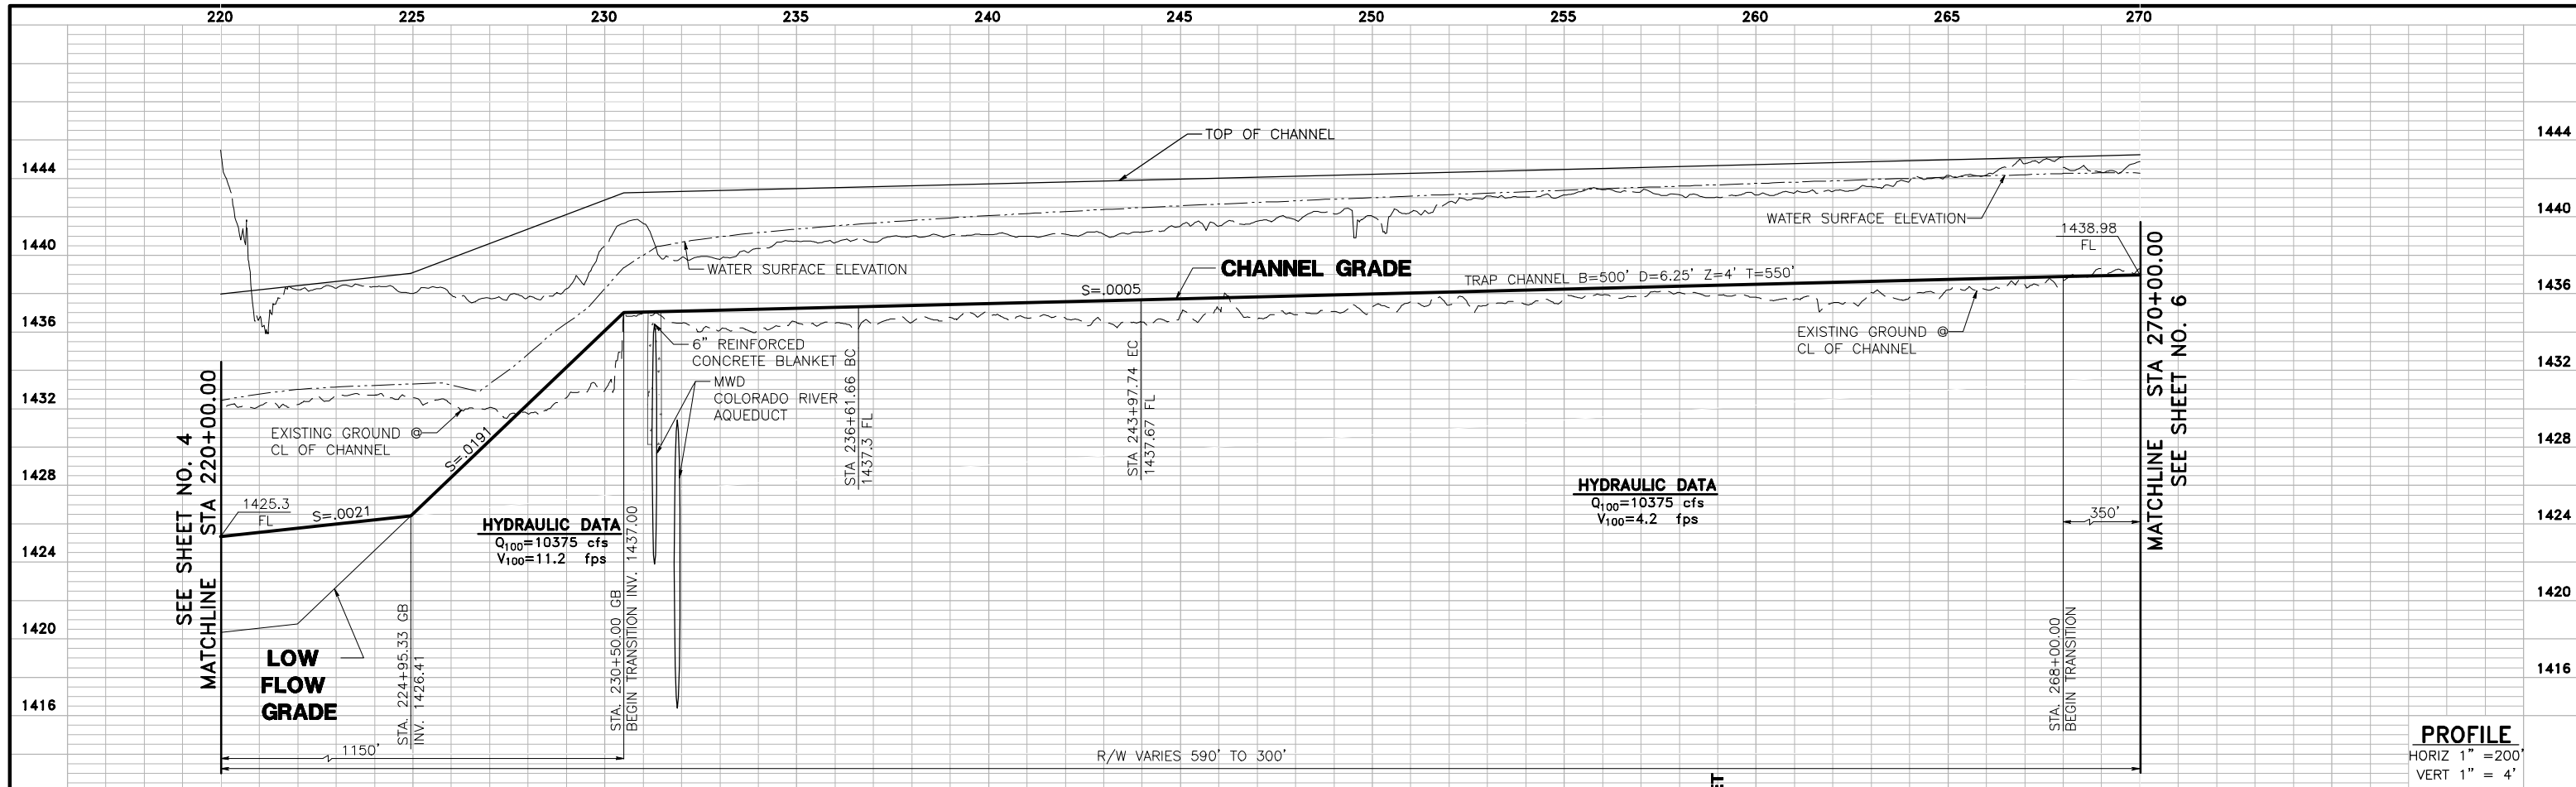 220 225 230 235 240 245 250 255 260 265 270
1444
1440
1436
1432
1428
1424
1420
1416
1444
1440
1436
1432
1428
1424
1420
1416
TOP OF CHANNEL
WATER SURFACE ELEVATION
WATER SURFACE ELEVATION
CHANNEL GRADE
S=.0005
TRAP CHANNEL B=500' D=6.25' Z=4' T=550'
1438.98
FL
6" REINFORCED
CONCRETE BLANKET
MWD
COLORADO RIVER
AQUEDUCT
EXISTING GROUND @
CL OF CHANNEL
EXISTING GROUND @
CL OF CHANNEL
S=.0191
S=.0021
1425.3
FL
SEE SHEET NO. 4
MATCHLINE STA 220+00.00
STA. 224+95.33 GB
INV. 1426.41
STA. 230+50.00 GB
BEGIN TRANSITION INV. 1437.00
STA 236+61.66 BC
1437.3 FL
STA 243+97.74 EC
1437.67 FL
STA. 268+00.00
BEGIN TRANSITION
MATCHLINE STA 270+00.00
SEE SHEET NO. 6
HYDRAULIC DATA
Q100=10375 cfs
V100=11.2 fps
HYDRAULIC DATA
Q100=10375 cfs
V100=4.2 fps
LOW
FLOW
GRADE
1150'
350'
R/W VARIES 590' TO 300'
PROFILE
HORIZ 1" =200'
VERT 1" = 4'